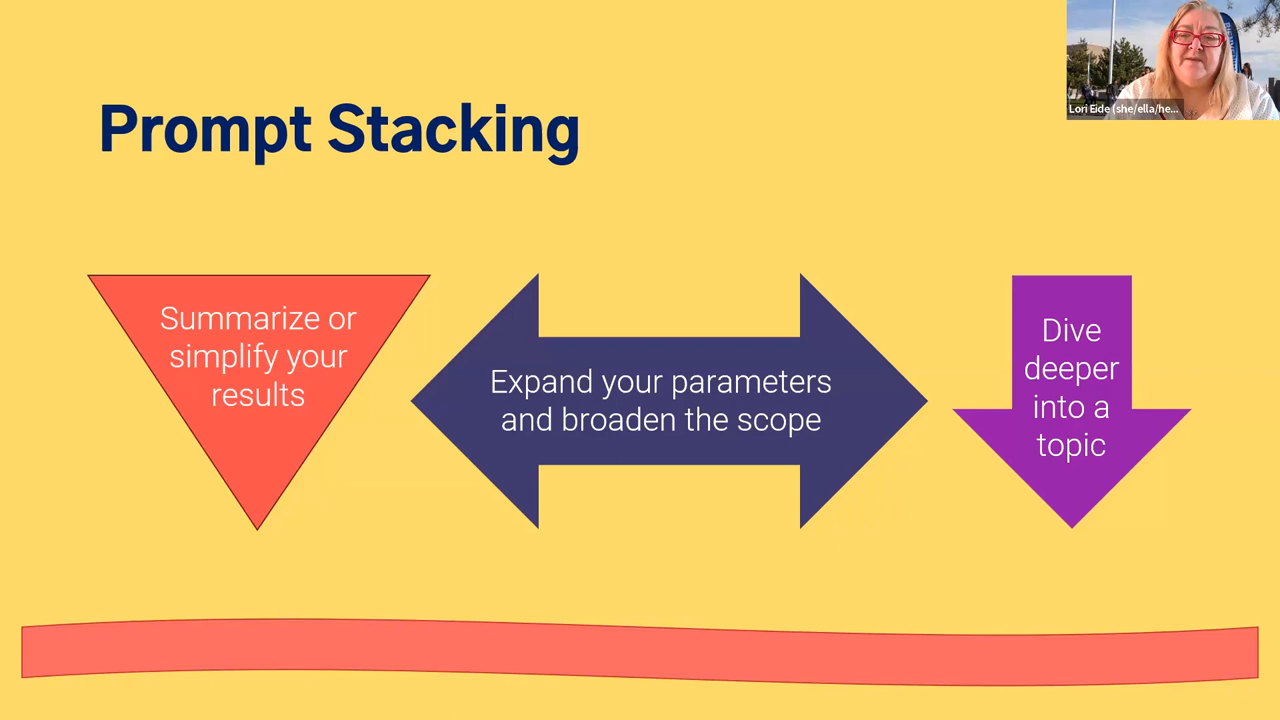 Prompt Stacking
Lori Eide (she/ella/he...
Summarize or
simplify your
results
Expand your parameters
and broaden the scope
Dive
deeper
into a
topic